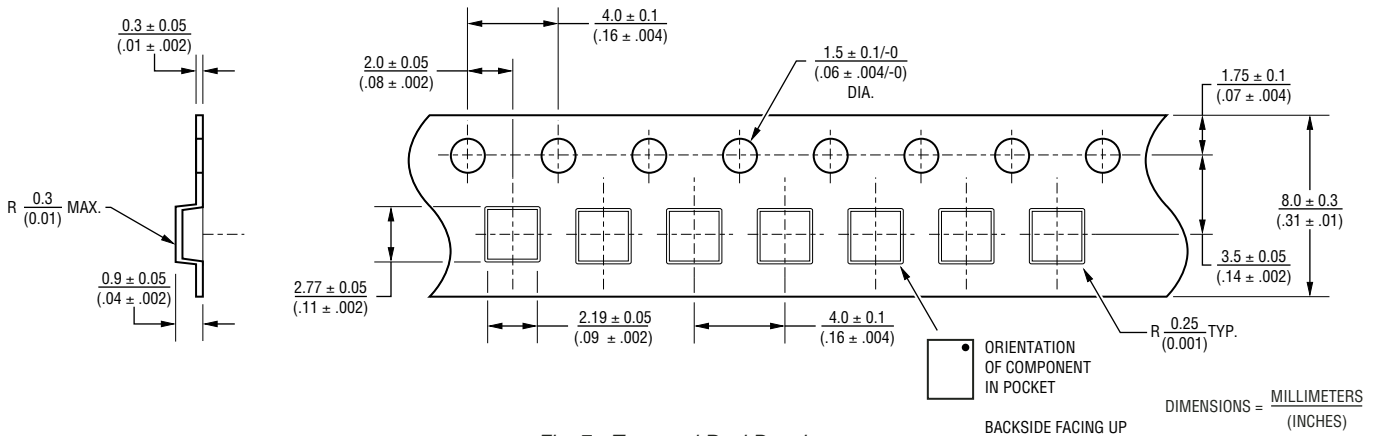 0.3 ± 0.05
(.01 ± .002)
4.0 ± 0.1
(.16 ± .004)
2.0 ± 0.05
(.08 ± .002)
1.5 ± 0.1/-0
(.06 ± .004/-0)
DIA.
1.75 ± 0.1
(.07 ± .004)
R 0.3 MAX.
(0.01)
8.0 ± 0.3
(.31 ± .01)
0.9 ± 0.05
(.04 ± .002)
2.77 ± 0.05
(.11 ± .002)
3.5 ± 0.05
(.14 ± .002)
2.19 ± 0.05
(.09 ± .002)
4.0 ± 0.1
(.16 ± .004)
R 0.25 TYP.
(0.001)
ORIENTATION
OF COMPONENT
IN POCKET
BACKSIDE FACING UP
DIMENSIONS = MILLIMETERS
(INCHES)